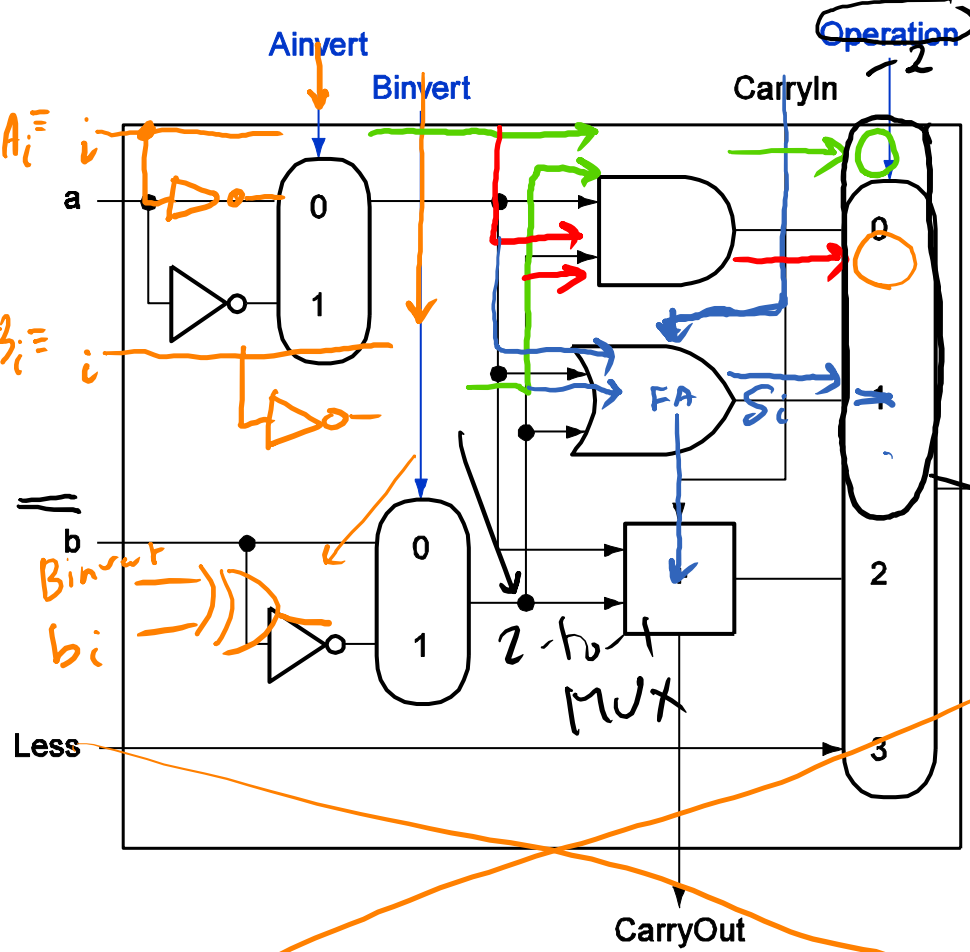 Operation
2
Ainvert
Binvert
CarryIn
Ai≡ i
a
0
0
1
Bi≡ i
FA
Si
1
b
0
2
Binvert
bi
1
2-to-1
MUX
Less
3
CarryOut